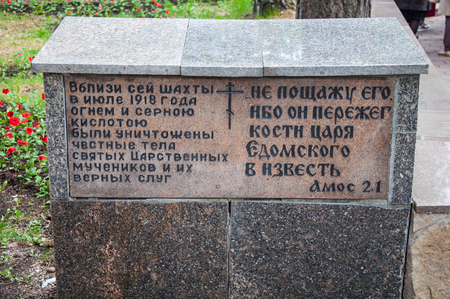 Вблизи сей шахты
в июле 1918 года
огнем и серною
кислотою
были уничтожены
честные тела
святых Царственных
мучеников и их
верных слуг
не пощажу его,
ибо он пережег
кости царя
Едомского
в известь
Амос 2.1